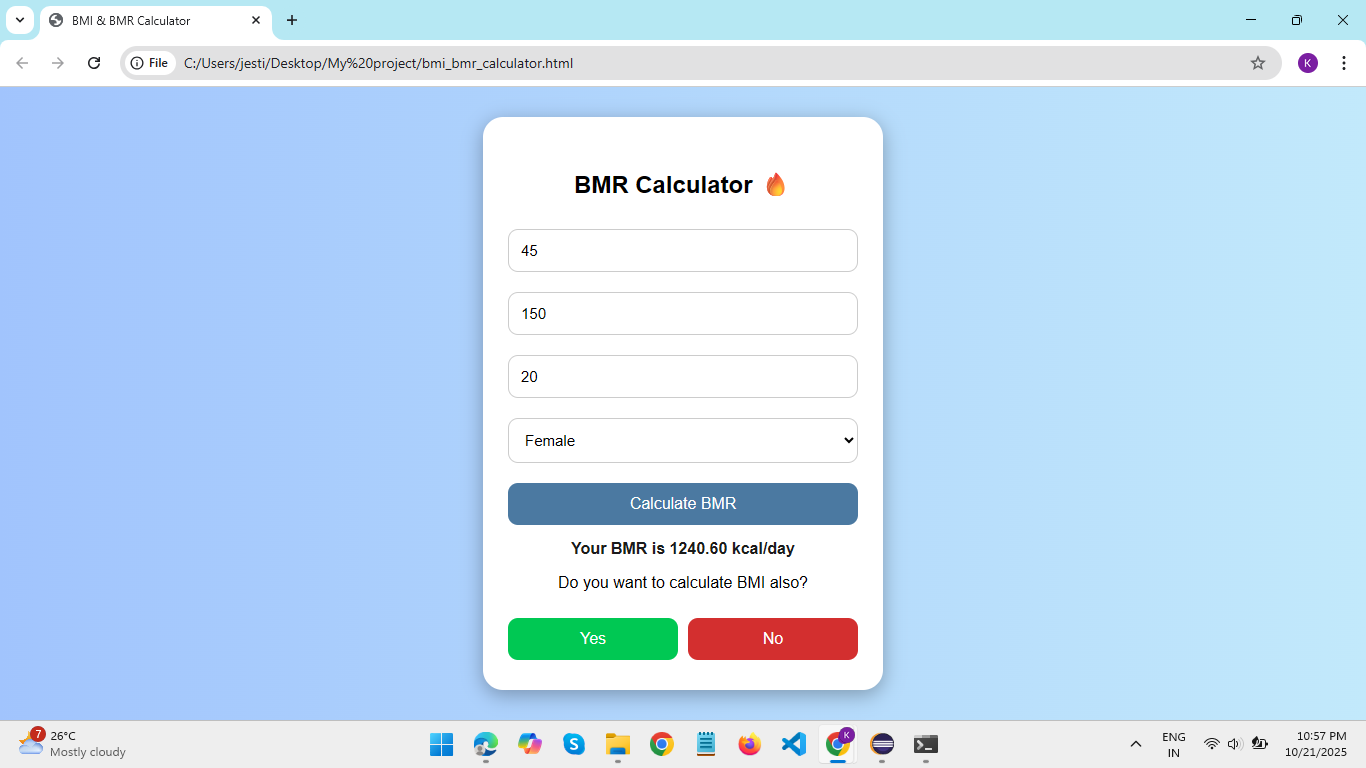 BMI & BMR Calculator
File
C:/Users/jesti/Desktop/My%20project/bmi_bmr_calculator.html
K
BMR Calculator 🔥
45
150
20
Female
Calculate BMR
Your BMR is 1240.60 kcal/day
Do you want to calculate BMI also?
Yes
No
7
26°C
Mostly cloudy
K
ENG
IN
10:57 PM
10/21/2025